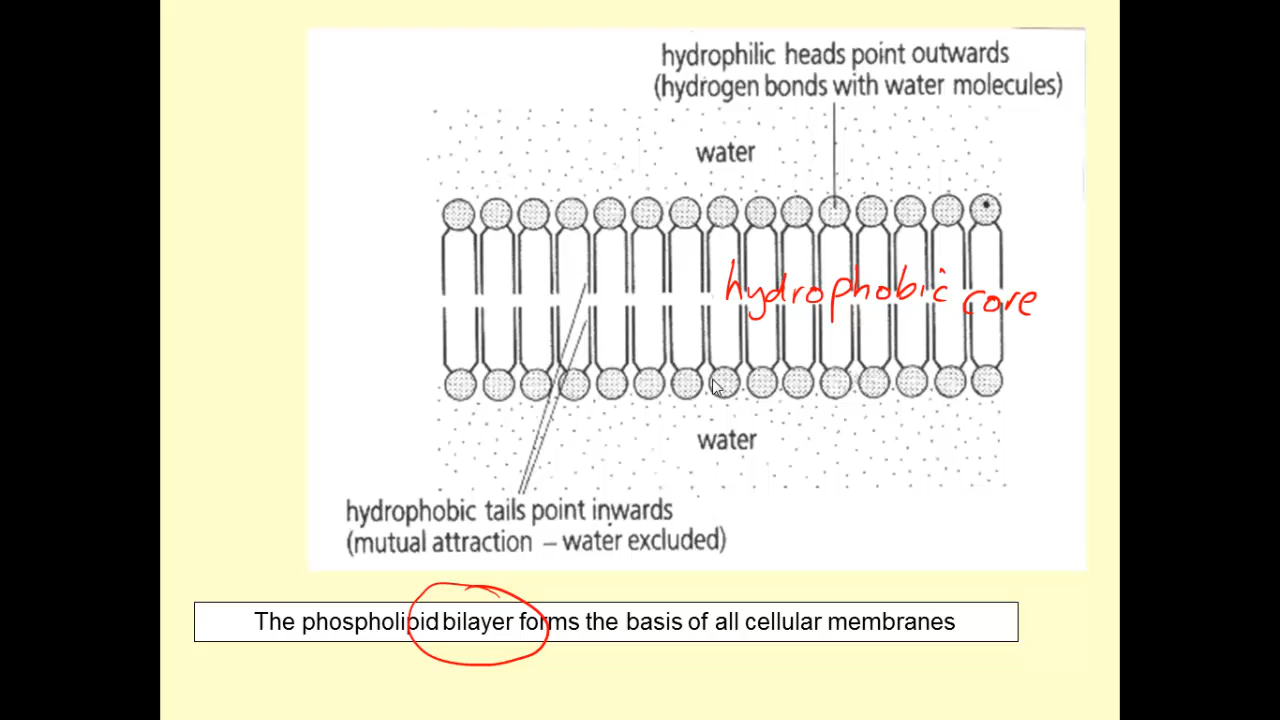 hydrophilic heads point outwards
(hydrogen bonds with water molecules)
water
hydrophobic core
water
hydrophobic tails point inwards
(mutual attraction – water excluded)
The phospholipid bilayer forms the basis of all cellular membranes